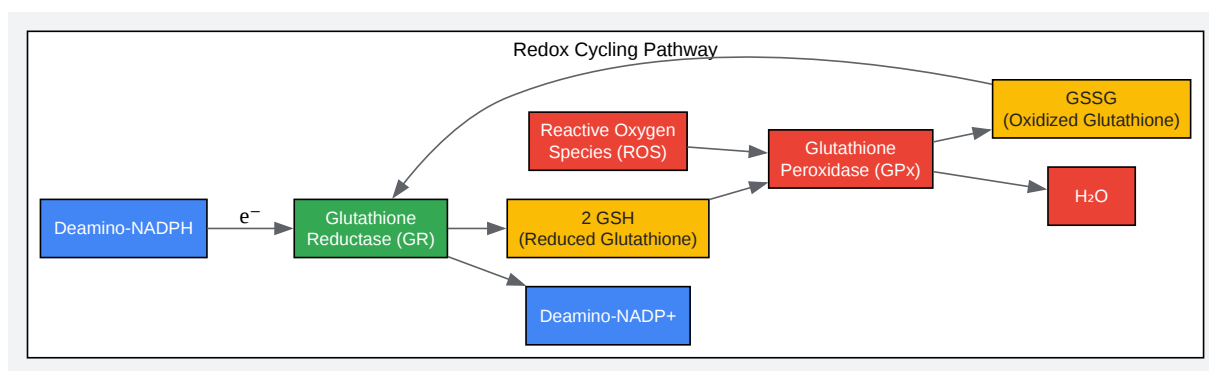 Redox Cycling Pathway
GSSG
(Oxidized Glutathione)
Reactive Oxygen
Species (ROS)
Glutathione
Peroxidase (GPx)
H₂O
Deamino-NADPH
e⁻
Glutathione
Reductase (GR)
2 GSH
(Reduced Glutathione)
Deamino-NADP+